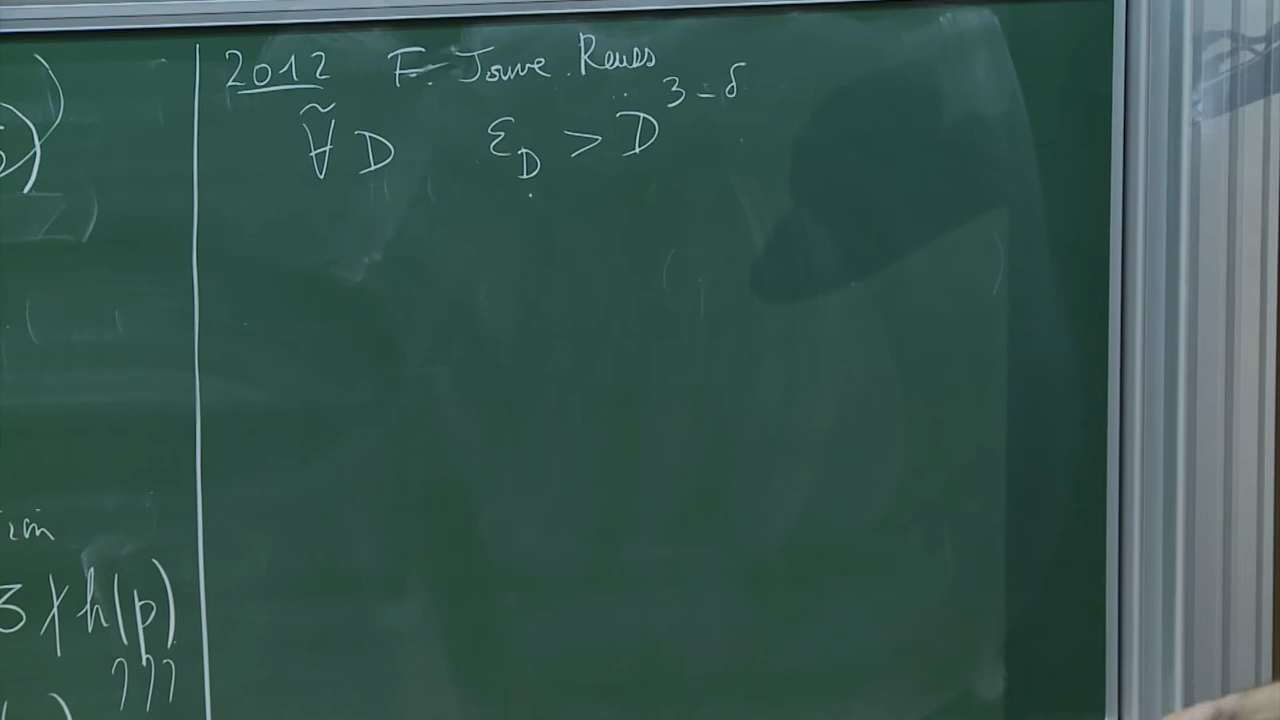 2012 F. Jouve Reuss
∀̃ D ε_D > D^{3-δ}
3 ∤ h(p)
???